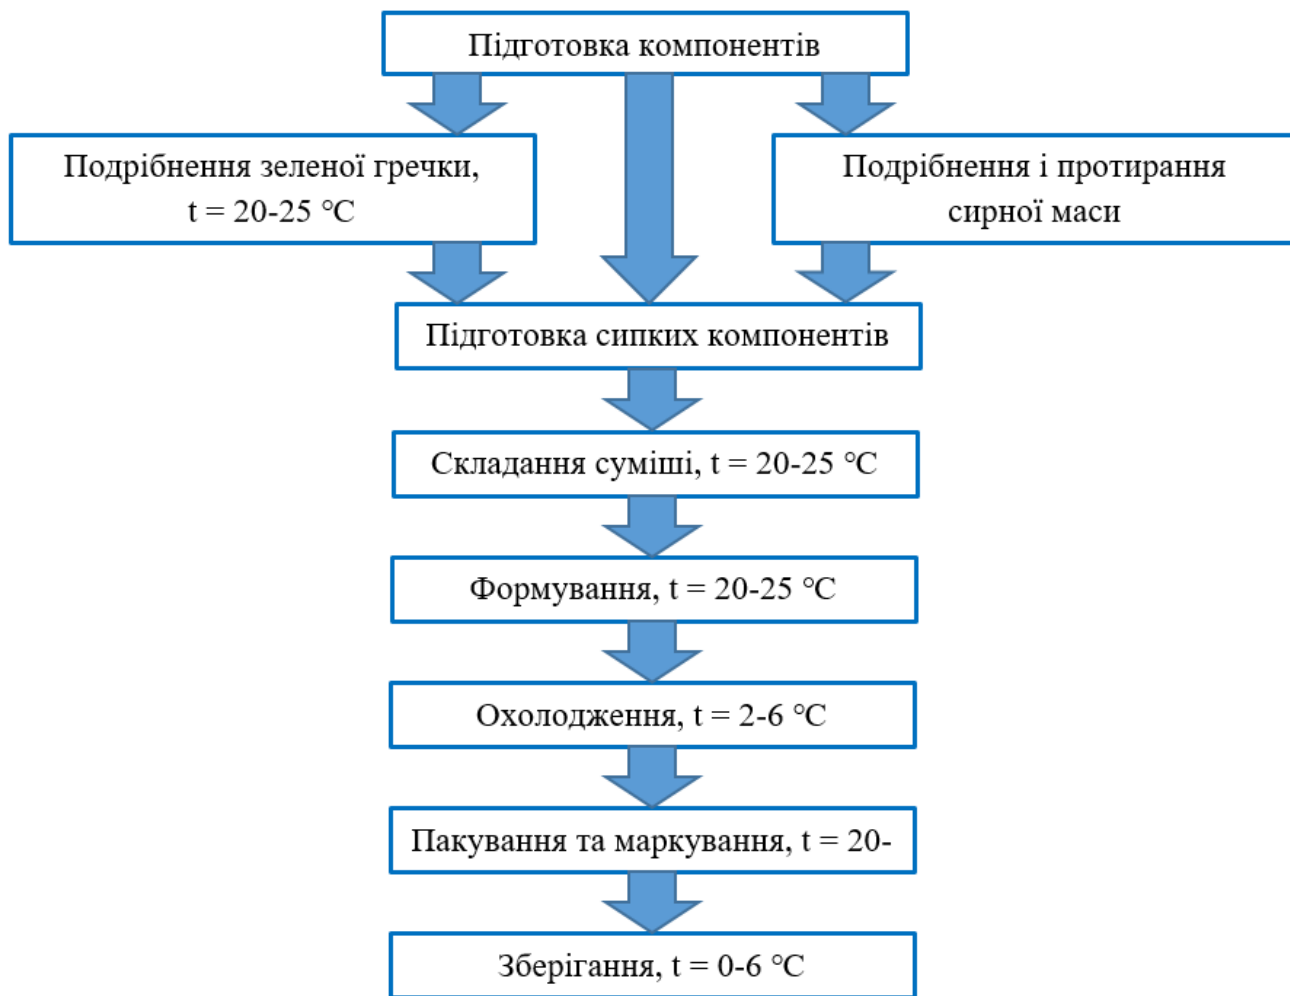 Підготовка компонентів
Подрібнення зеленої гречки,
t = 20-25 °C
Подрібнення і протирання
сирної маси
Підготовка сипких компонентів
Складання суміші, t = 20-25 °C
Формування, t = 20-25 °C
Охолодження, t = 2-6 °C
Пакування та маркування, t = 20-
Зберігання, t = 0-6 °C